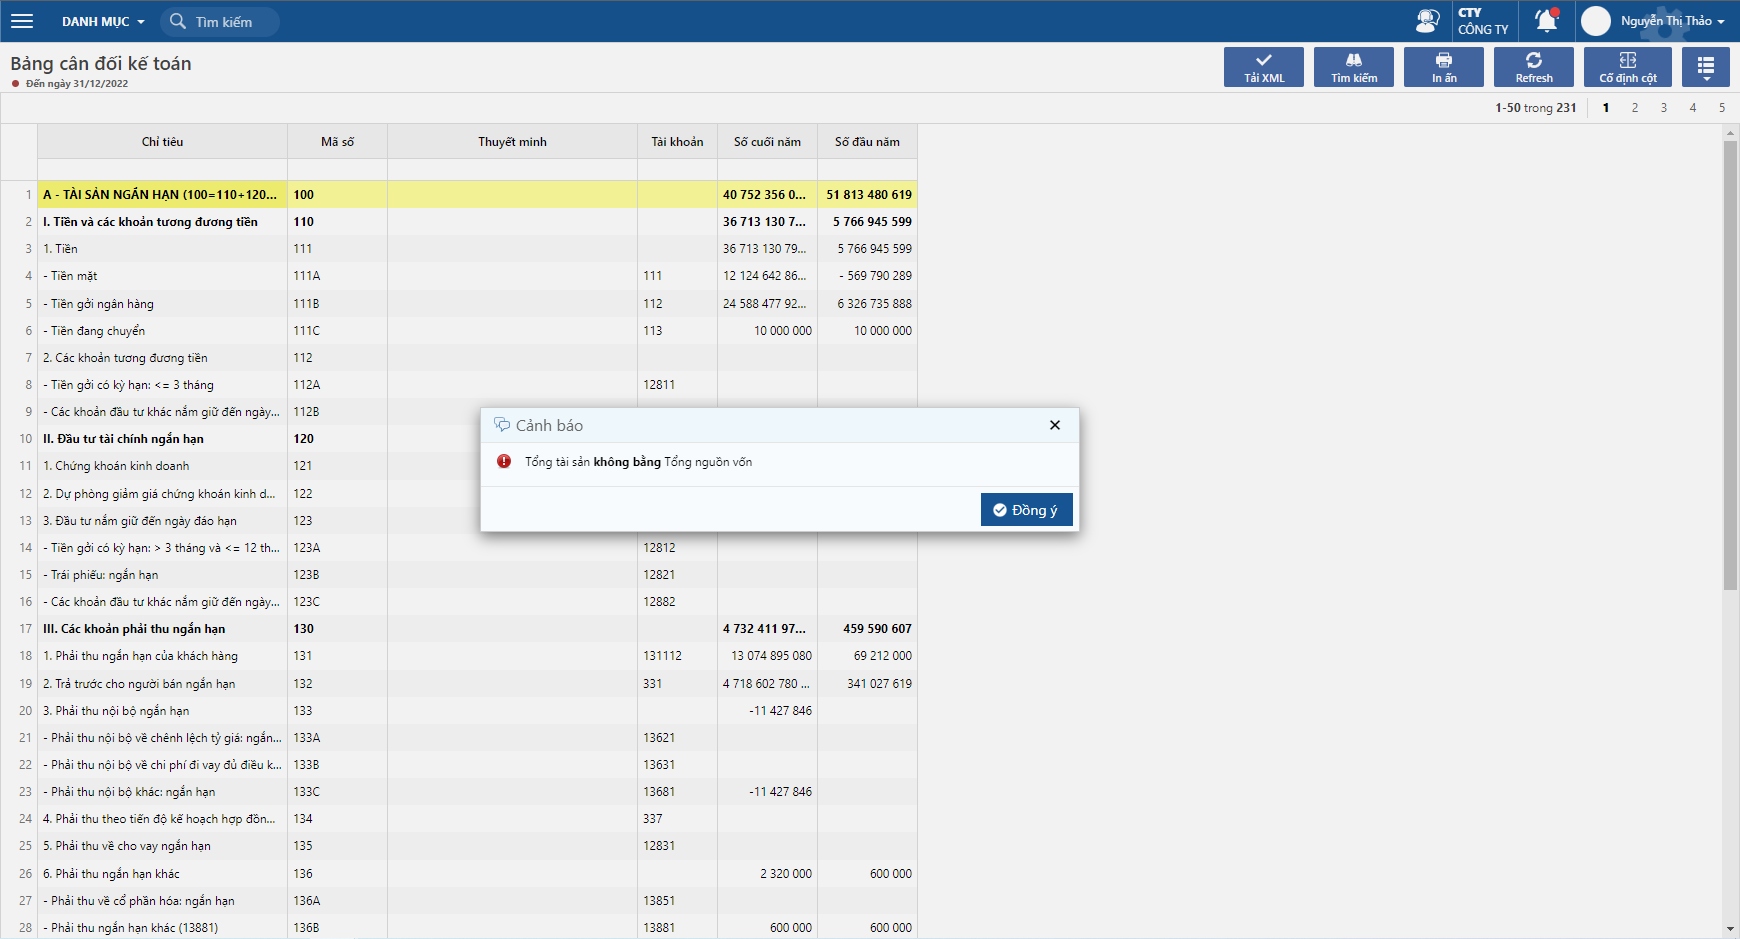 DANH MỤC
Tìm kiếm
CTY
CÔNG TY
Nguyễn Thị Thảo
Bảng cân đối kế toán
Đến ngày 31/12/2022
Tải XML
Tìm kiếm
In ấn
Refresh
Cố định cột
1-50 trong 231 1 2 3 4 5
Chỉ tiêu Mã số Thuyết minh Tài khoản Số cuối năm Số đầu năm
1 A - TÀI SẢN NGẮN HẠN (100=110+120... 100 40 752 356 0... 51 813 480 619
2 I. Tiền và các khoản tương đương tiền 110 36 713 130 7... 5 766 945 599
3 1. Tiền 111 36 713 130 79... 5 766 945 599
4 - Tiền mặt 111A 111 12 124 642 86... - 569 790 289
5 - Tiền gởi ngân hàng 111B 112 24 588 477 92... 6 326 735 888
6 - Tiền đang chuyển 111C 113 10 000 000 10 000 000
7 2. Các khoản tương đương tiền 112
8 - Tiền gởi có kỳ hạn: <= 3 tháng 112A 12811
9 - Các khoản đầu tư khác nắm giữ đến ngày... 112B
10 II. Đầu tư tài chính ngắn hạn 120
11 1. Chứng khoán kinh doanh 121
12 2. Dự phòng giảm giá chứng khoán kinh d... 122
13 3. Đầu tư nắm giữ đến ngày đáo hạn 123
14 - Tiền gởi có kỳ hạn: > 3 tháng và <= 12 th... 123A 12812
15 - Trái phiếu: ngắn hạn 123B 12821
16 - Các khoản đầu tư khác nắm giữ đến ngày... 123C 12882
17 III. Các khoản phải thu ngắn hạn 130 4 732 411 97... 459 590 607
18 1. Phải thu ngắn hạn của khách hàng 131 131112 13 074 895 080 69 212 000
19 2. Trả trước cho người bán ngắn hạn 132 331 4 718 602 780 ... 341 027 619
20 3. Phải thu nội bộ ngắn hạn 133 -11 427 846
21 - Phải thu nội bộ về chênh lệch tỷ giá: ngắn... 133A 13621
22 - Phải thu nội bộ về chi phí đi vay đủ điều k... 133B 13631
23 - Phải thu nội bộ khác: ngắn hạn 133C 13681 -11 427 846
24 4. Phải thu theo tiến độ kế hoạch hợp đồn... 134 337
25 5. Phải thu về cho vay ngắn hạn 135 12831
26 6. Phải thu ngắn hạn khác 136 2 320 000 600 000
27 - Phải thu về cổ phần hóa: ngắn hạn 136A 13851
28 - Phải thu ngắn hạn khác (13881) 136B 13881 600 000 600 000
Cảnh báo
Tổng tài sản không bằng Tổng nguồn vốn
Đồng ý